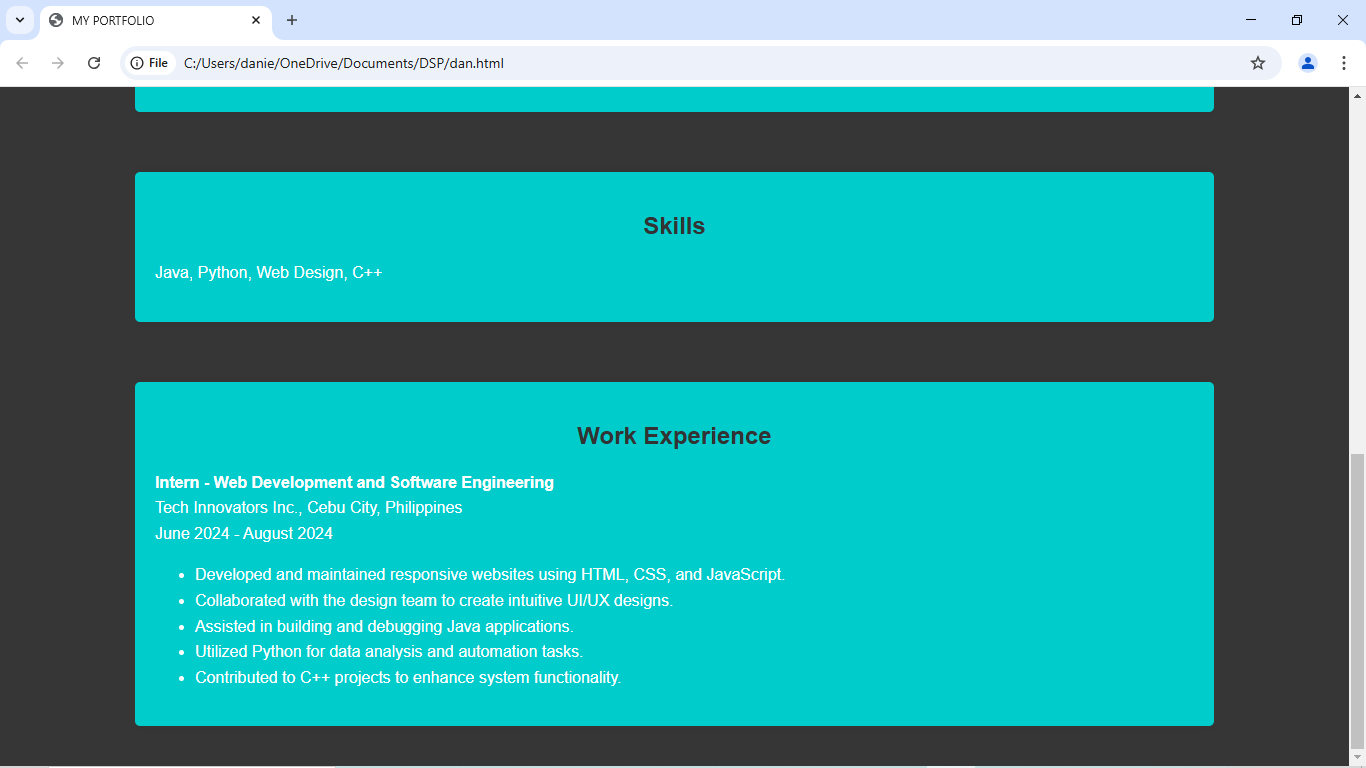 MY PORTFOLIO
File C:/Users/danie/OneDrive/Documents/DSP/dan.html
Skills
Java, Python, Web Design, C++
Work Experience
Intern - Web Development and Software Engineering
Tech Innovators Inc., Cebu City, Philippines
June 2024 - August 2024
• Developed and maintained responsive websites using HTML, CSS, and JavaScript.
• Collaborated with the design team to create intuitive UI/UX designs.
• Assisted in building and debugging Java applications.
• Utilized Python for data analysis and automation tasks.
• Contributed to C++ projects to enhance system functionality.